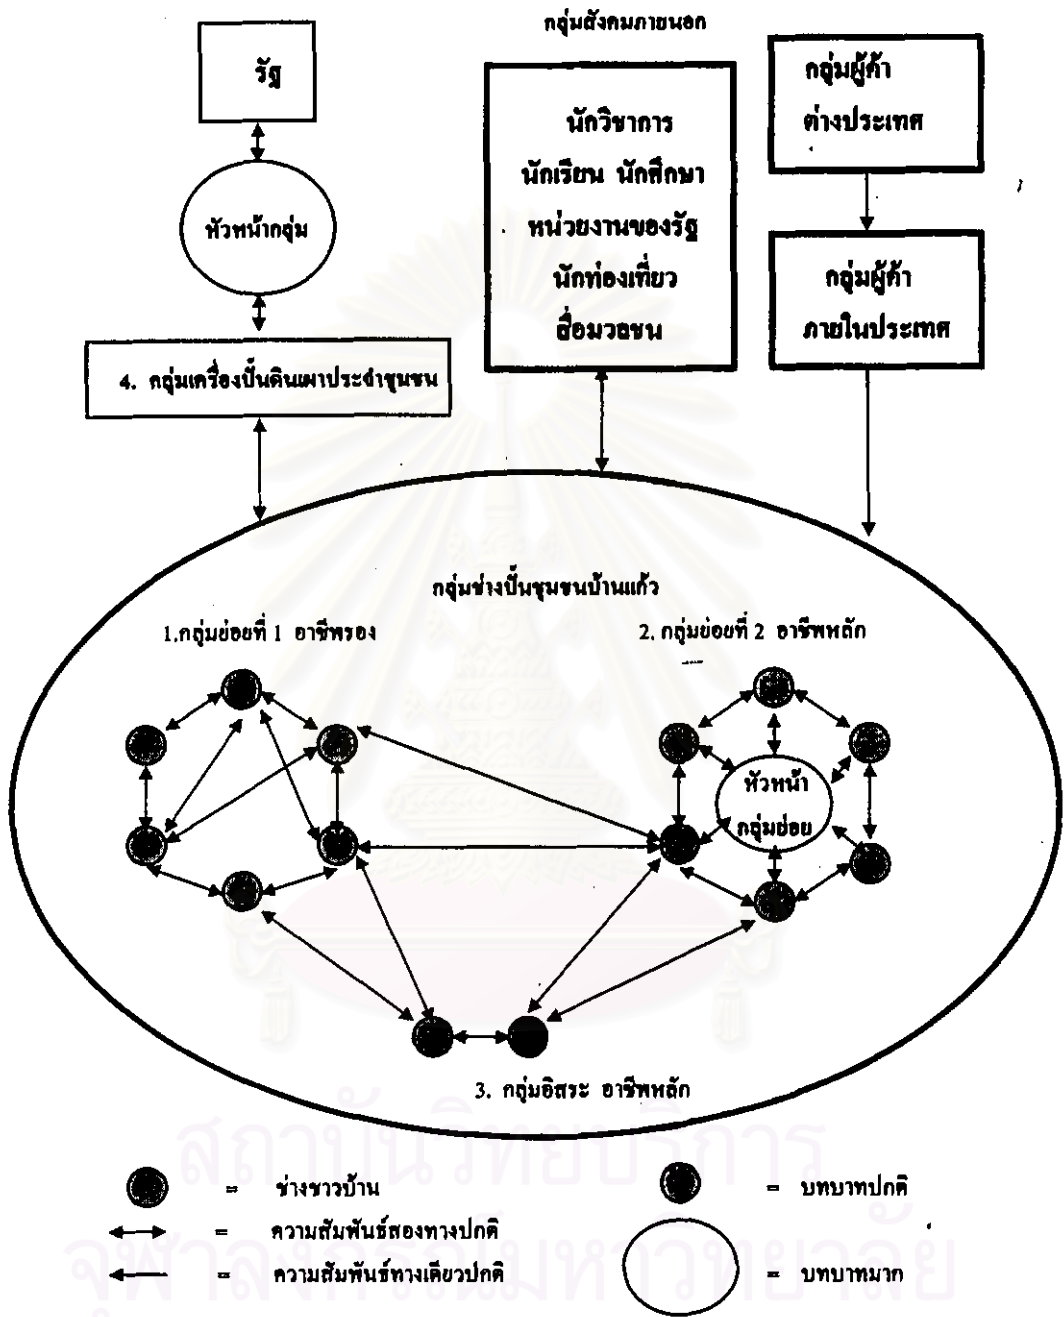 กลุ่มสังคมภายนอก
รัฐ
หัวหน้ากลุ่ม
4. กลุ่มเครื่องปั้นดินเผาประจำชุมชน
นักวิชาการ
นักเรียน นักศึกษา
หน่วยงานของรัฐ
นักท่องเที่ยว
สื่อมวลชน
กลุ่มผู้ค้า
ต่างประเทศ
กลุ่มผู้ค้า
ภายในประเทศ
กลุ่มช่างปั้นชุมชนบ้านแก้ว
1.กลุ่มย่อยที่ 1 อาชีพรอง
2. กลุ่มย่อยที่ 2 อาชีพหลัก
หัวหน้า
กลุ่มย่อย
3. กลุ่มอิสระ อาชีพหลัก
= ช่างชาวบ้าน
= ความสัมพันธ์สองทางปกติ
= ความสัมพันธ์ทางเดียวปกติ
= บทบาทปกติ
= บทบาทมาก
สถาบันวิทยบริการ
จุฬาลงกรณ์มหาวิทยาลัย